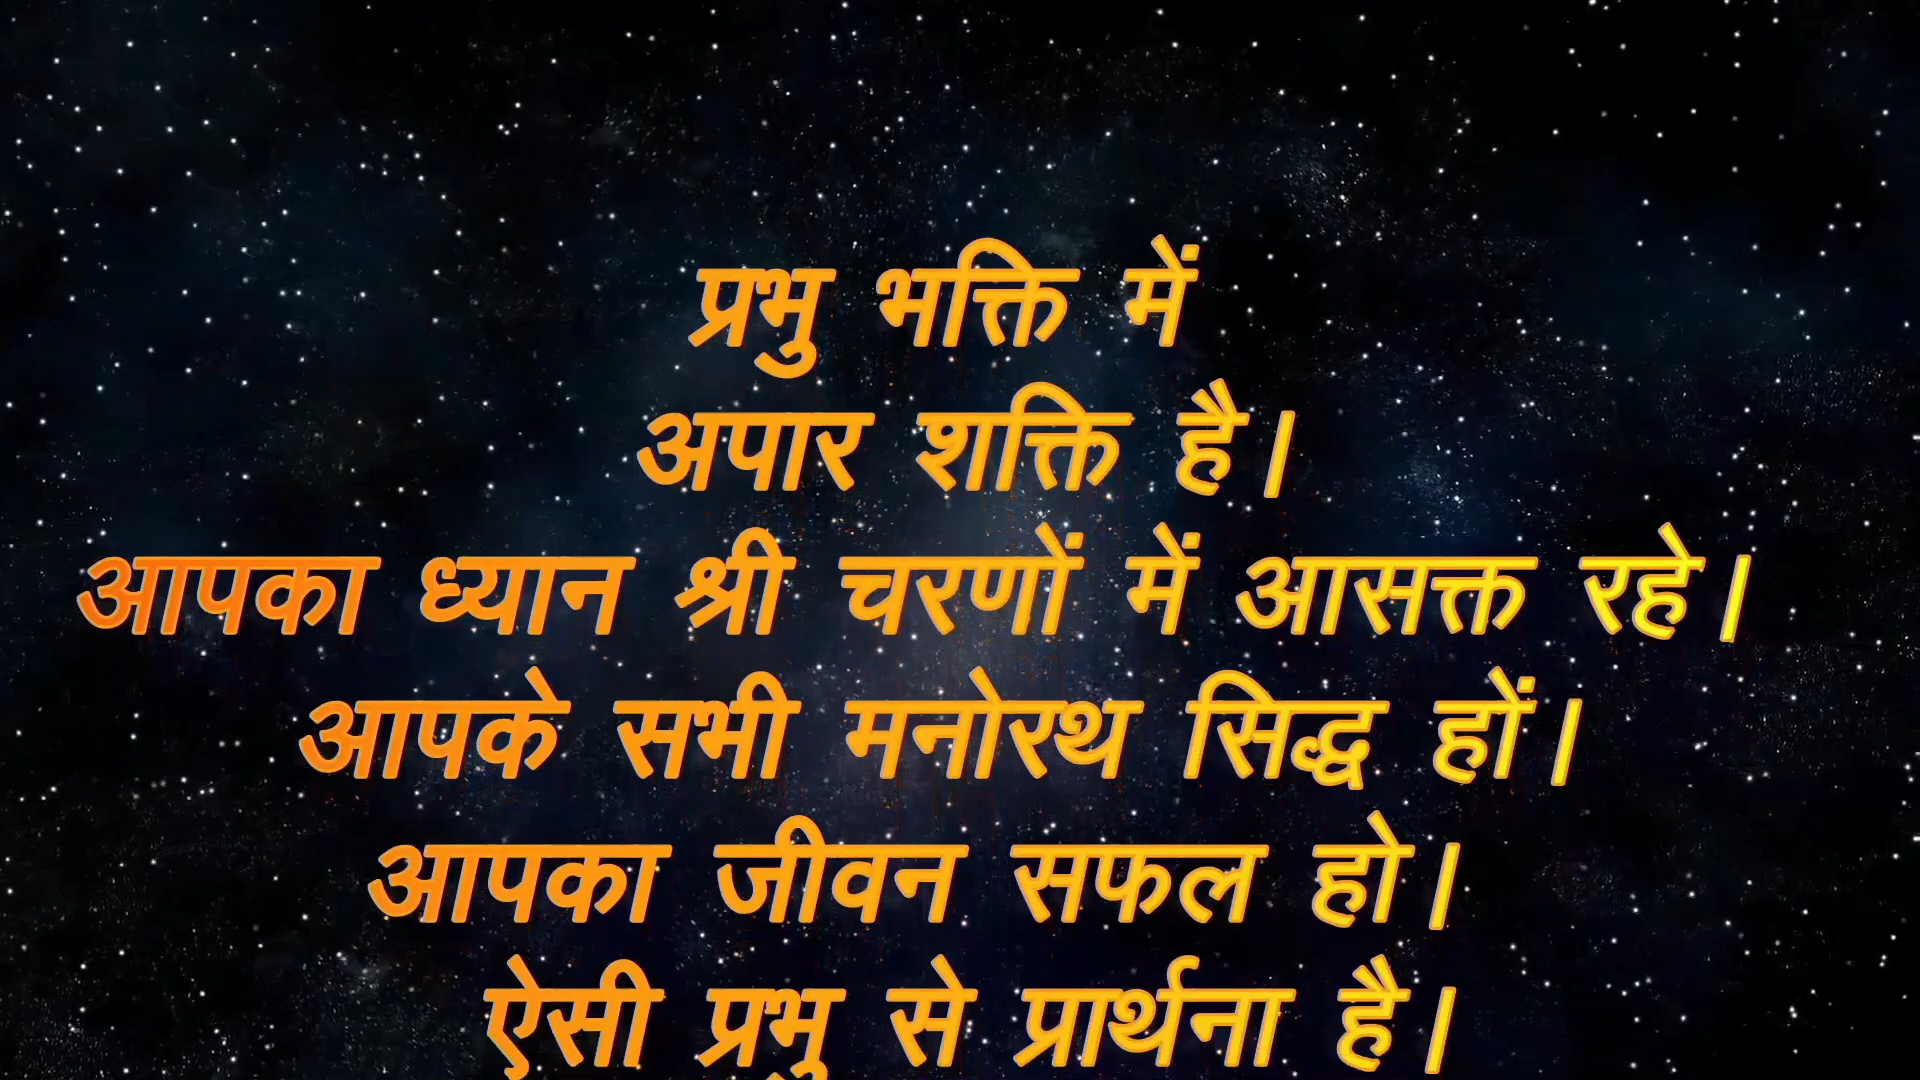 प्रभु भक्ति में
अपार शक्ति है।
आपका ध्यान श्री चरणों में आसक्त रहे।
आपके सभी मनोरथ सिद्ध हों।
आपका जीवन सफल हो।
ऐसी प्रभु से प्रार्थना है।